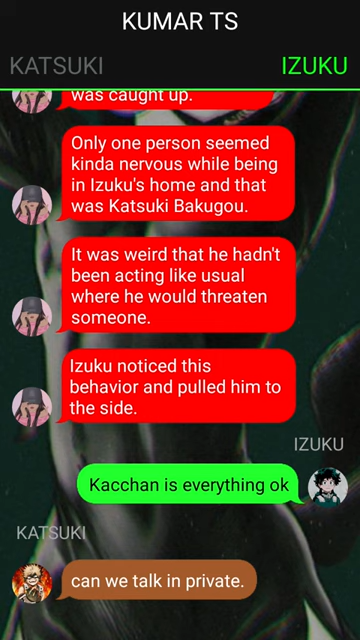 KUMAR TS
KATSUKI
IZUKU
was caught up.
Only one person seemed
kinda nervous while being
in Izuku's home and that
was Katsuki Bakugou.
It was weird that he hadn't
been acting like usual
where he would threaten
someone.
Izuku noticed this
behavior and pulled him to
the side.
IZUKU
Kacchan is everything ok
KATSUKI
can we talk in private.